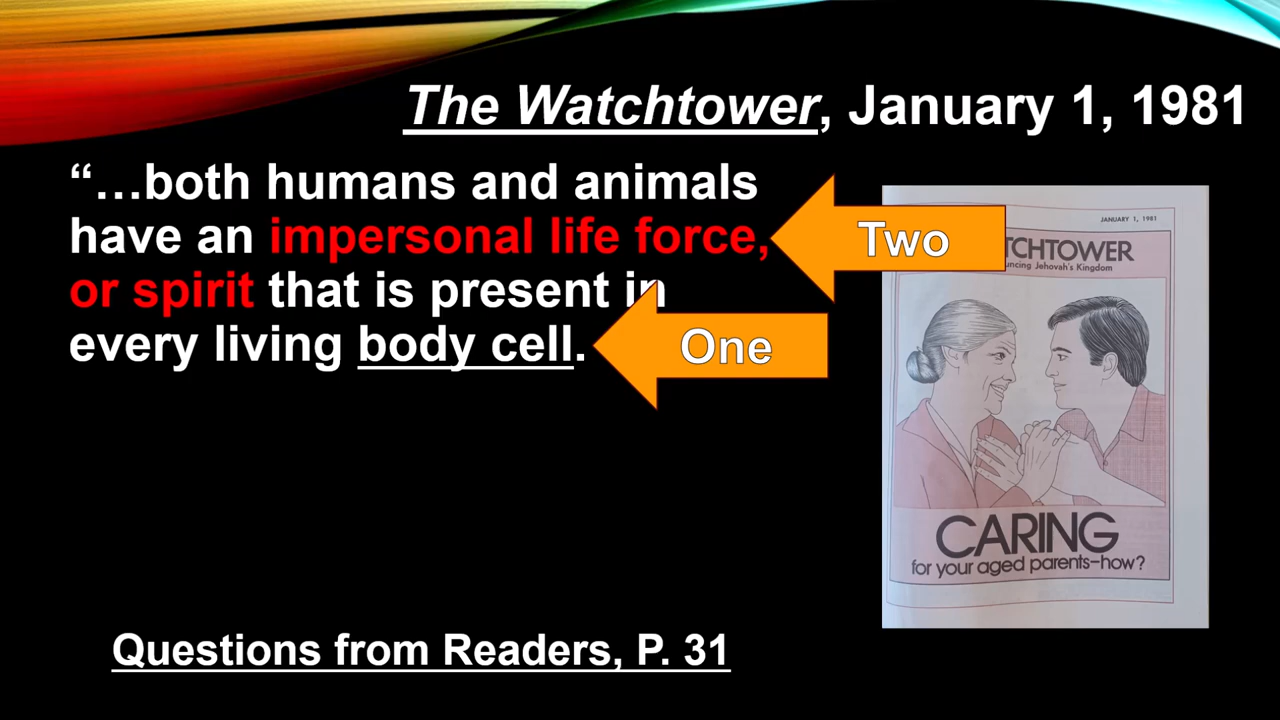 The Watchtower, January 1, 1981
“…both humans and animals
have an impersonal life force,
or spirit that is present in
every living body cell.
Two
One
JANUARY 1, 1981
TCHTOWER
uncing Jehovah's Kingdom
CARING
for your aged parents–how?
Questions from Readers, P. 31